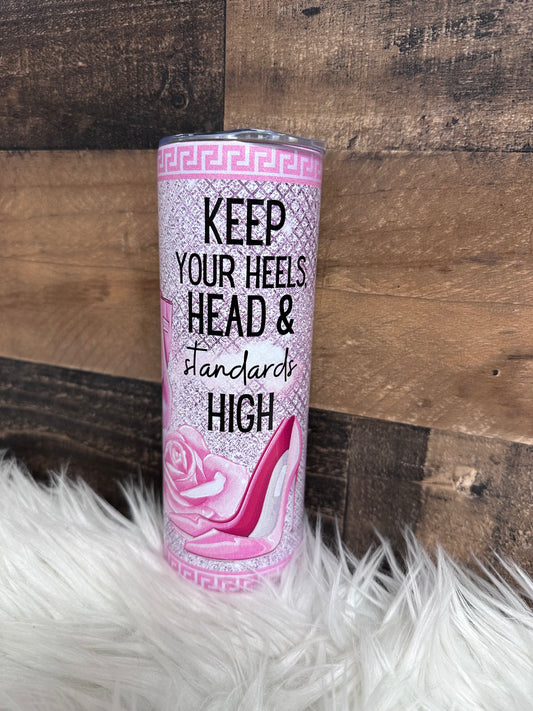 KEEP
YOUR HEELS,
HEAD &
standards
HIGH